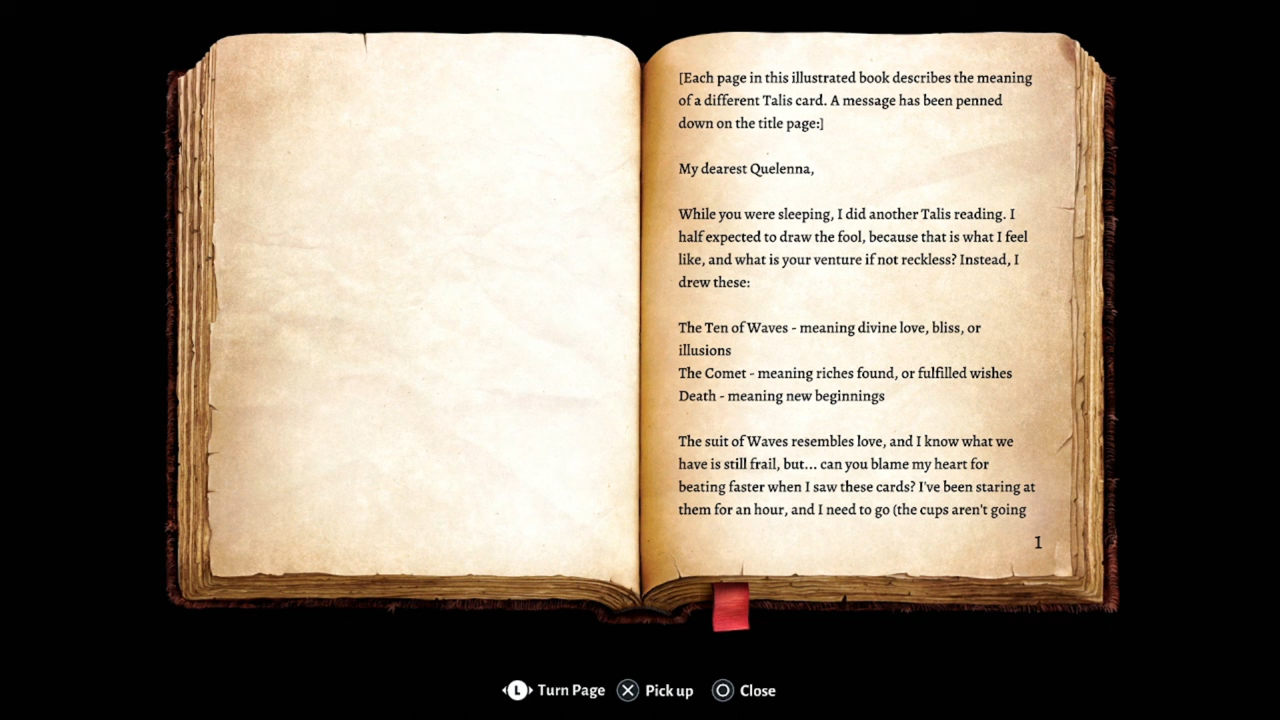 [Each page in this illustrated book describes the meaning
of a different Talis card. A message has been penned
down on the title page:]
My dearest Quelenna,
While you were sleeping, I did another Talis reading. I
half expected to draw the fool, because that is what I feel
like, and what is your venture if not reckless? Instead, I
drew these:
The Ten of Waves - meaning divine love, bliss, or
illusions
The Comet - meaning riches found, or fulfilled wishes
Death - meaning new beginnings
The suit of Waves resembles love, and I know what we
have is still frail, but... can you blame my heart for
beating faster when I saw these cards? I've been staring at
them for an hour, and I need to go (the cups aren't going
1
L Turn Page Pick up Close